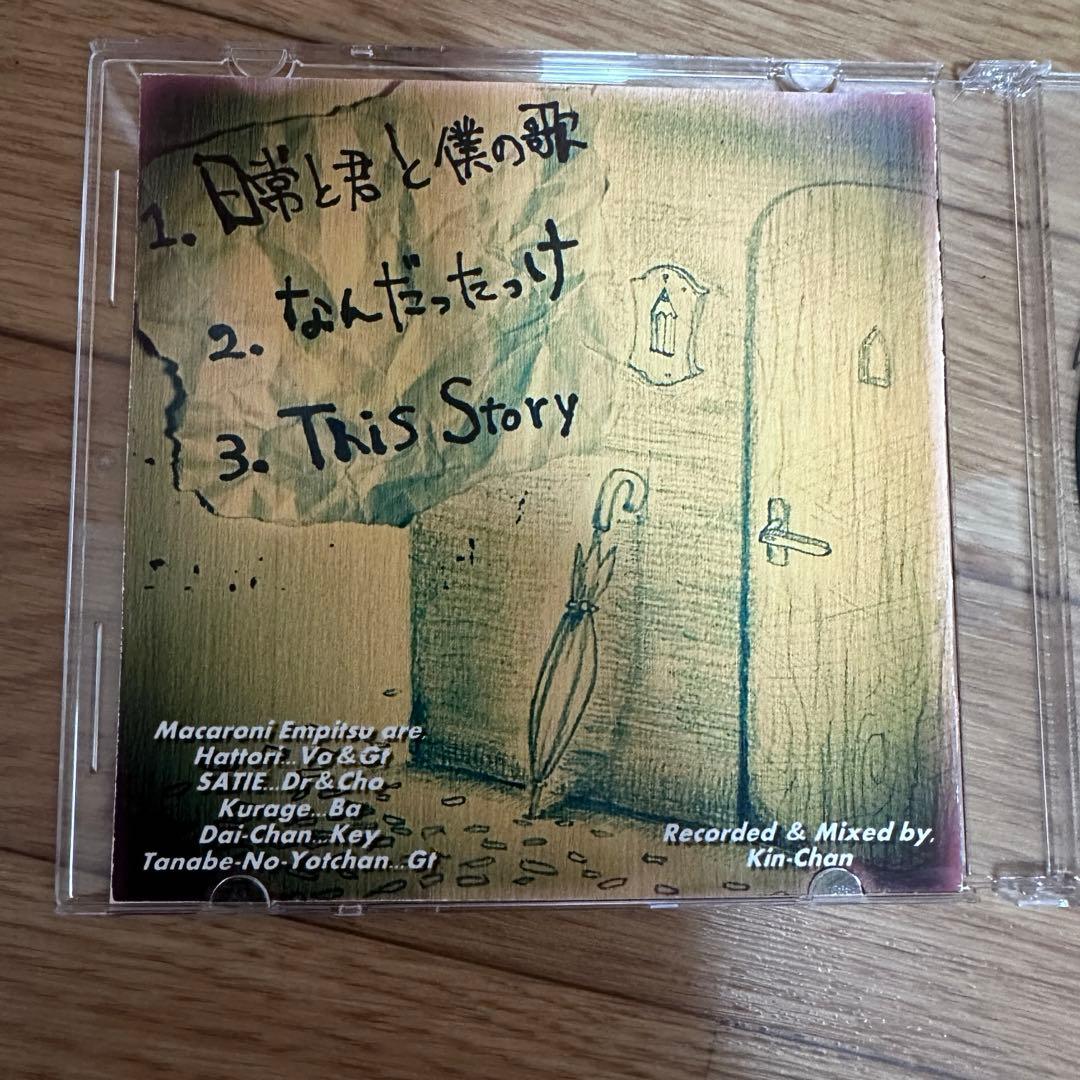 1. 日常と君と僕の歌
2. なんだったっけ
3. This Story
Macaroni Empitsu are,
Hattori...Vo&Gt
SATIE...Dr&Cho
Kurage...Ba
Dai-Chan...Key
Tanabe-No-Yotchan...Gt
Recorded & Mixed by,
Kin-Chan